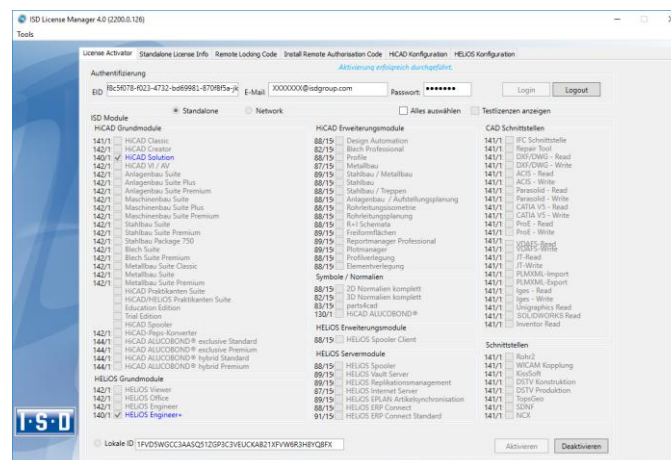 ISD License Manager 4.0 (2200.0.126)
Tools
License Activator Standalone License Info Remote Locking Code Install Remote Authorisation Code HiCAD Konfiguration HELiOS Konfiguration
Aktivierung erfolgreich durchgeführt.
Authentifizierung
EID E-Mail XXXXXXX@isdgroup.com Passwort: ••••••• Login Logout
Standalone Network Alles auswählen Testlizenzen anzeigen
ISD Module
HiCAD Grundmodule
141/1 HiCAD Classic
142/1 HiCAD Creator
140/1 HiCAD Solution
142/1 HiCAD VI / AV
142/1 Anlagenbau Suite
142/1 Anlagenbau Suite Plus
142/1 Anlagenbau Suite Premium
142/1 Maschinenbau Suite
142/1 Maschinenbau Suite Plus
142/1 Maschinenbau Suite Premium
142/1 Stahlbau Suite
142/1 Stahlbau Suite Premium
142/1 Stahlbau Package 750
142/1 Blech Suite
142/1 Blech Suite Premium
142/1 Metallbau Suite Classic
142/1 Metallbau Suite
142/1 Metallbau Suite Premium
HiCAD Praktikanten Suite
HiCAD/HELiOS Praktikanten Suite
Education Edition
Trial Edition
HiCAD Spooler
142/1 HiCAD-Peps-Konverter
144/1 HiCAD ALUCOBOND® exclusive Standard
144/1 HiCAD ALUCOBOND® exclusive Premium
144/1 HiCAD ALUCOBOND® hybrid Standard
144/1 HiCAD ALUCOBOND® hybrid Premium
HELiOS Grundmodule
142/1 HELiOS Viewer
142/1 HELiOS Office
142/1 HELiOS Engineer
140/1 HELiOS Engineer+
HiCAD Erweiterungsmodule
88/15 Design Automation
82/15 Blech Professional
88/15 Profile
87/15 Metallbau
89/15 Stahlbau / Metallbau
88/15 Stahlbau
88/15 Stahlbau / Treppen
88/15 Anlagenbau / Aufstellungsplanung
88/15 Rohrleitungsisometrie
88/15 Rohrleitungsplanung
88/15 R+I Schemata
89/15 Freiformflächen
89/15 Reportmanager Professional
89/15 Plotmanager
88/15 Profilverlegung
88/15 Elementverlegung
Symbole / Normalien
88/15 2D Normalien komplett
82/15 3D Normalien komplett
83/15 parts4cad
130/1 HiCAD ALUCOBOND®
HELiOS Erweiterungsmodule
88/15 HELiOS Spooler Client
HELiOS Servermodule
88/15 HELiOS Spooler
89/15 HELiOS Vault Server
89/15 HELiOS Replikationsmanagement
87/15 HELiOS Internet Server
89/15 HELiOS EPLAN Artikelsynchronisation
88/15 HELiOS ERP Connect
91/15 HELiOS ERP Connect Standard
CAD Schnittstellen
141/1 IFC Schnittstelle
141/1 Repair Tool
141/1 DXF/DWG - Read
141/1 DXF/DWG - Write
141/1 ACIS - Read
141/1 ACIS - Write
141/1 Parasolid - Read
141/1 Parasolid - Write
141/1 CATIA V5 - Read
141/1 CATIA V5 - Write
141/1 ProE - Read
141/1 ProE - Write
141/1 VDAFS-Read
141/1 VDAFS-Write
141/1 JT-Read
141/1 JT-Write
141/1 PLMXML-Import
141/1 PLMXML-Export
141/1 Iges - Read
141/1 Iges - Write
141/1 Unigraphics Read
141/1 SOLIDWORKS Read
141/1 Inventor Read
Schnittstellen
141/1 Rohr2
141/1 WICAM Kopplung
141/1 KissSoft
141/1 DSTV Konstruktion
141/1 DSTV Produktion
141/1 TopsGeo
141/1 SDNF
141/1 NCX
I·S·D
Lokale ID Aktivieren Deaktivieren